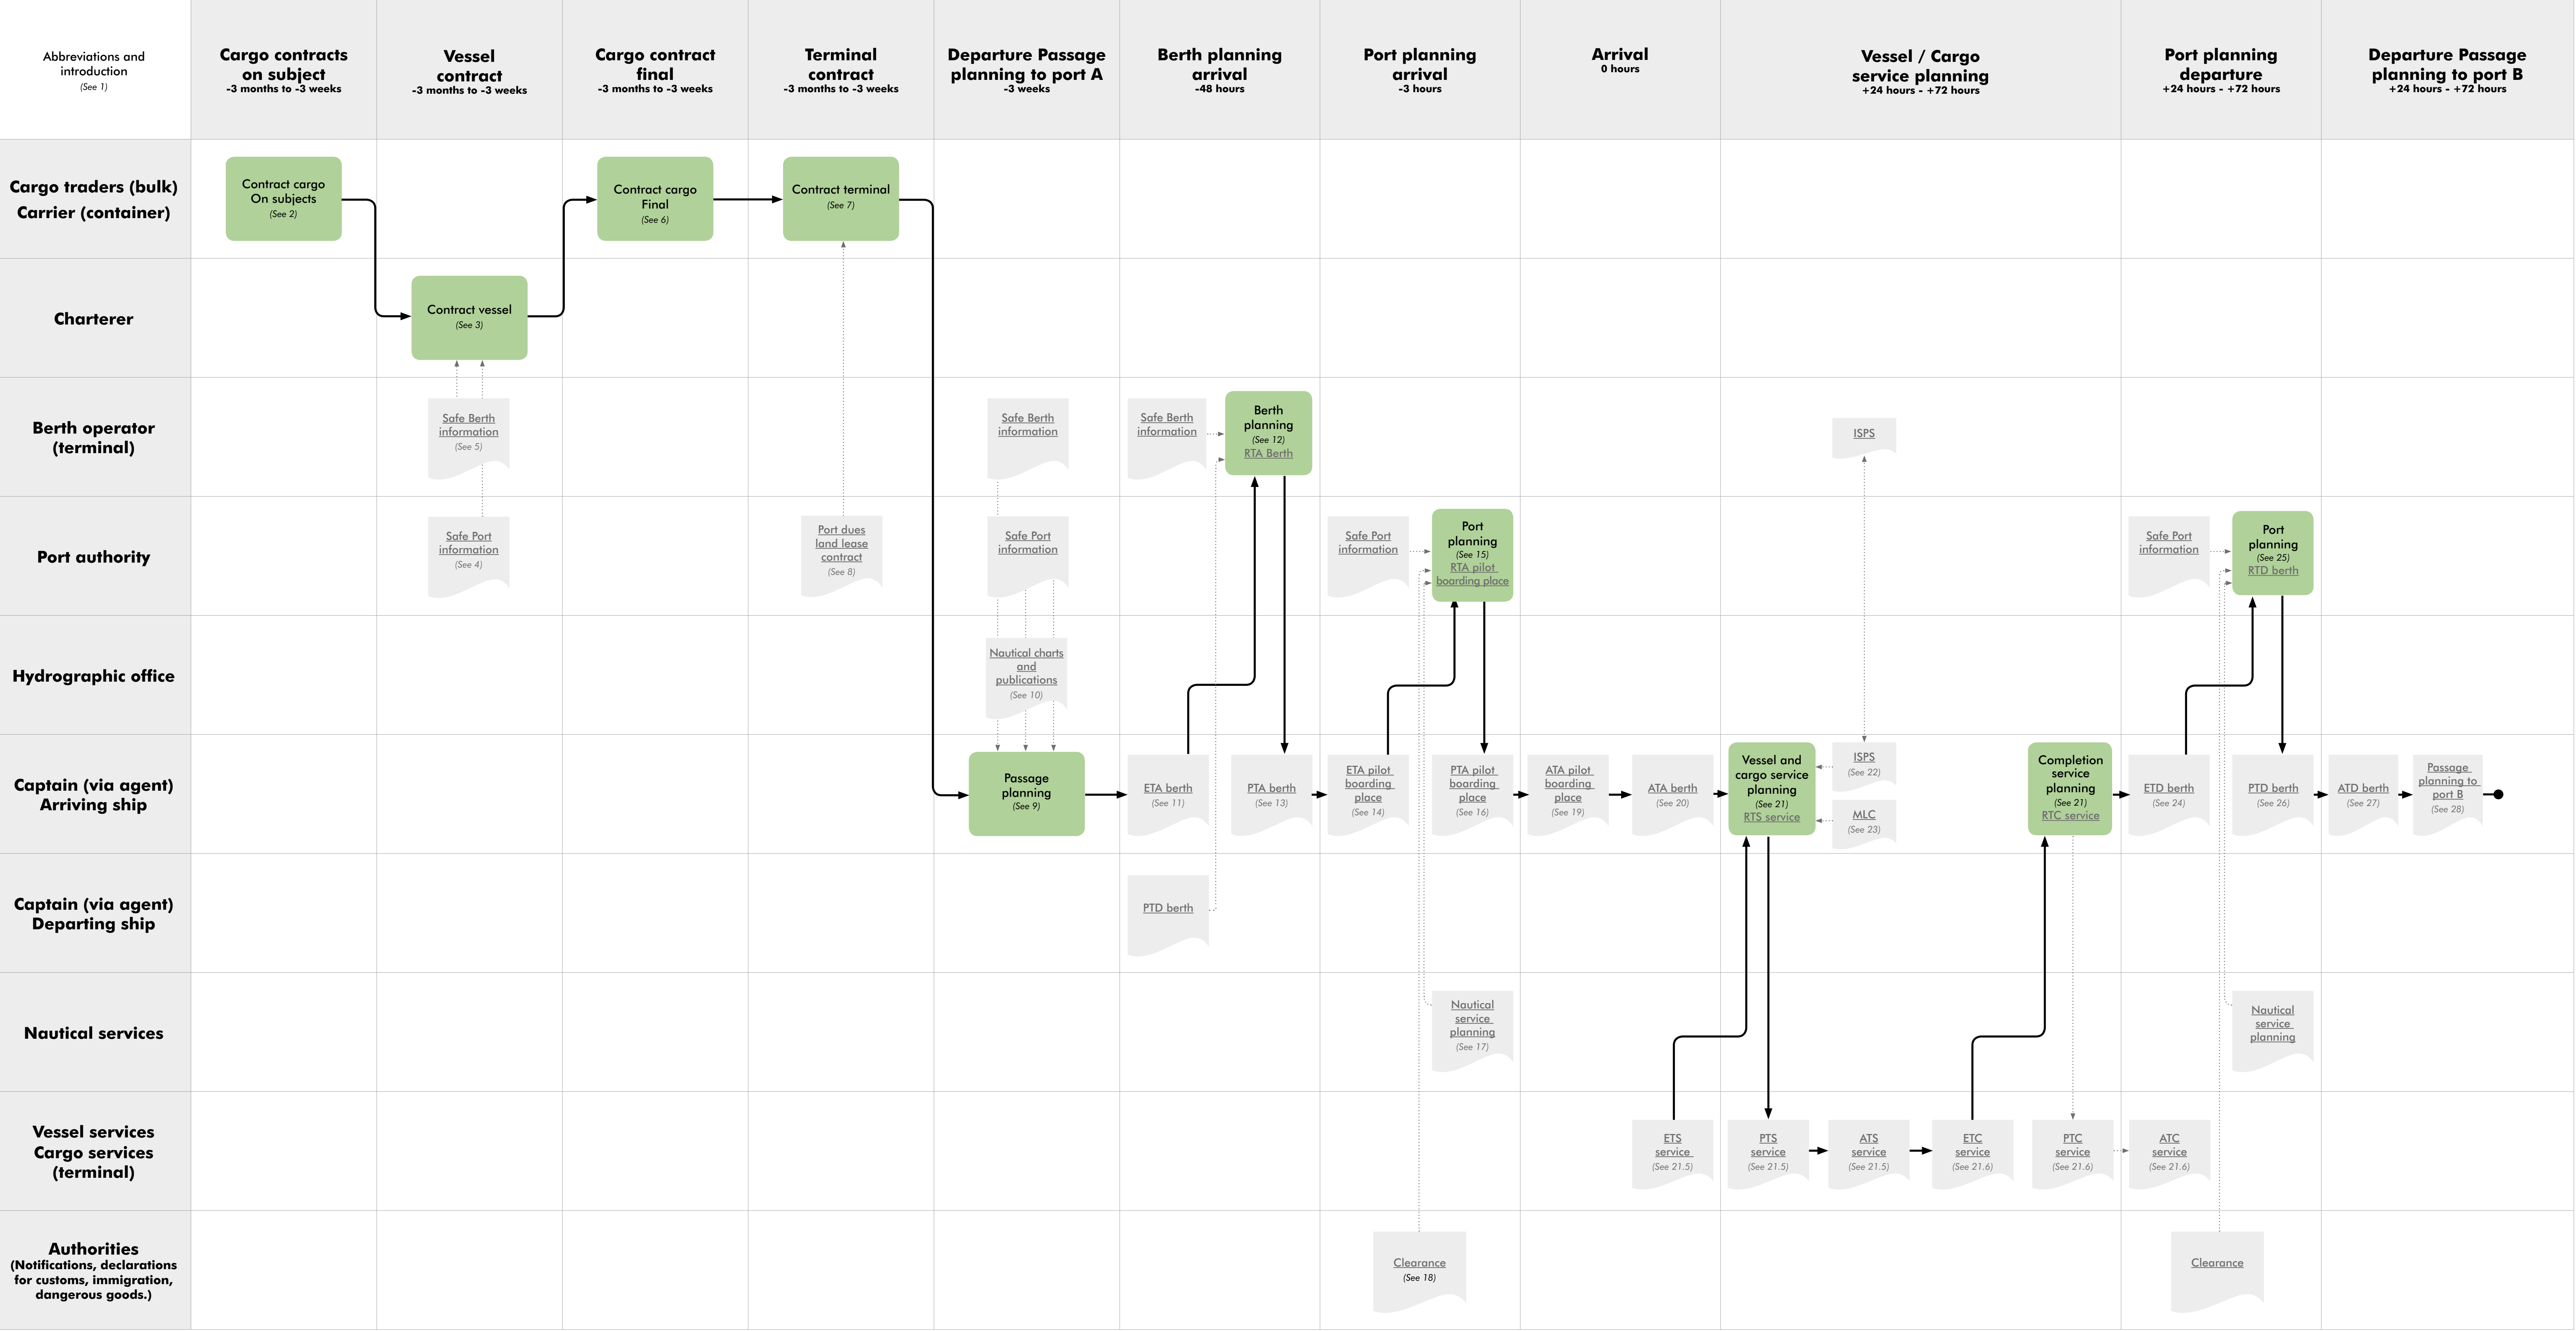 Abbreviations and
introduction
(See 1)
Cargo contracts
on subject
-3 months to -3 weeks
Vessel
contract
-3 months to -3 weeks
Cargo contract
final
-3 months to -3 weeks
Terminal
contract
-3 months to -3 weeks
Departure Passage
planning to port A
-3 weeks
Berth planning
arrival
-48 hours
Port planning
arrival
-3 hours
Arrival
0 hours
Vessel / Cargo
service planning
+24 hours - +72 hours
Port planning
departure
+24 hours - +72 hours
Departure Passage
planning to port B
+24 hours - +72 hours
Cargo traders (bulk)
Carrier (container)
Contract cargo
On subjects
(See 2)
Contract cargo
Final
(See 6)
Contract terminal
(See 7)
Charterer
Contract vessel
(See 3)
Berth operator
(terminal)
Safe Berth
information
(See 5)
Safe Berth
information
Safe Berth
information
Berth
planning
(See 12)
RTA Berth
ISPS
Port authority
Safe Port
information
(See 4)
Port dues
land lease
contract
(See 8)
Safe Port
information
Safe Port
information
Port
planning
(See 15)
RTA pilot
boarding place
Safe Port
information
Port
planning
(See 25)
RTD berth
Hydrographic office
Nautical charts
and
publications
(See 10)
Captain (via agent)
Arriving ship
Passage
planning
(See 9)
ETA berth
(See 11)
PTA berth
(See 13)
ETA pilot
boarding
place
(See 14)
PTA pilot
boarding
place
(See 16)
ATA pilot
boarding
place
(See 19)
ATA berth
(See 20)
Vessel and
cargo service
planning
(See 21)
RTS service
ISPS
(See 22)
MLC
(See 23)
Completion
service
planning
(See 21)
RTC service
ETD berth
(See 24)
PTD berth
(See 26)
ATD berth
(See 27)
Passage
planning to
port B
(See 28)
Captain (via agent)
Departing ship
PTD berth
Nautical services
Nautical
service
planning
(See 17)
Nautical
service
planning
Vessel services
Cargo services
(terminal)
ETS
service
(See 21.5)
PTS
service
(See 21.5)
ATS
service
(See 21.5)
ETC
service
(See 21.6)
PTC
service
(See 21.6)
ATC
service
(See 21.6)
Authorities
(Notifications, declarations
for customs, immigration,
dangerous goods.)
Clearance
(See 18)
Clearance